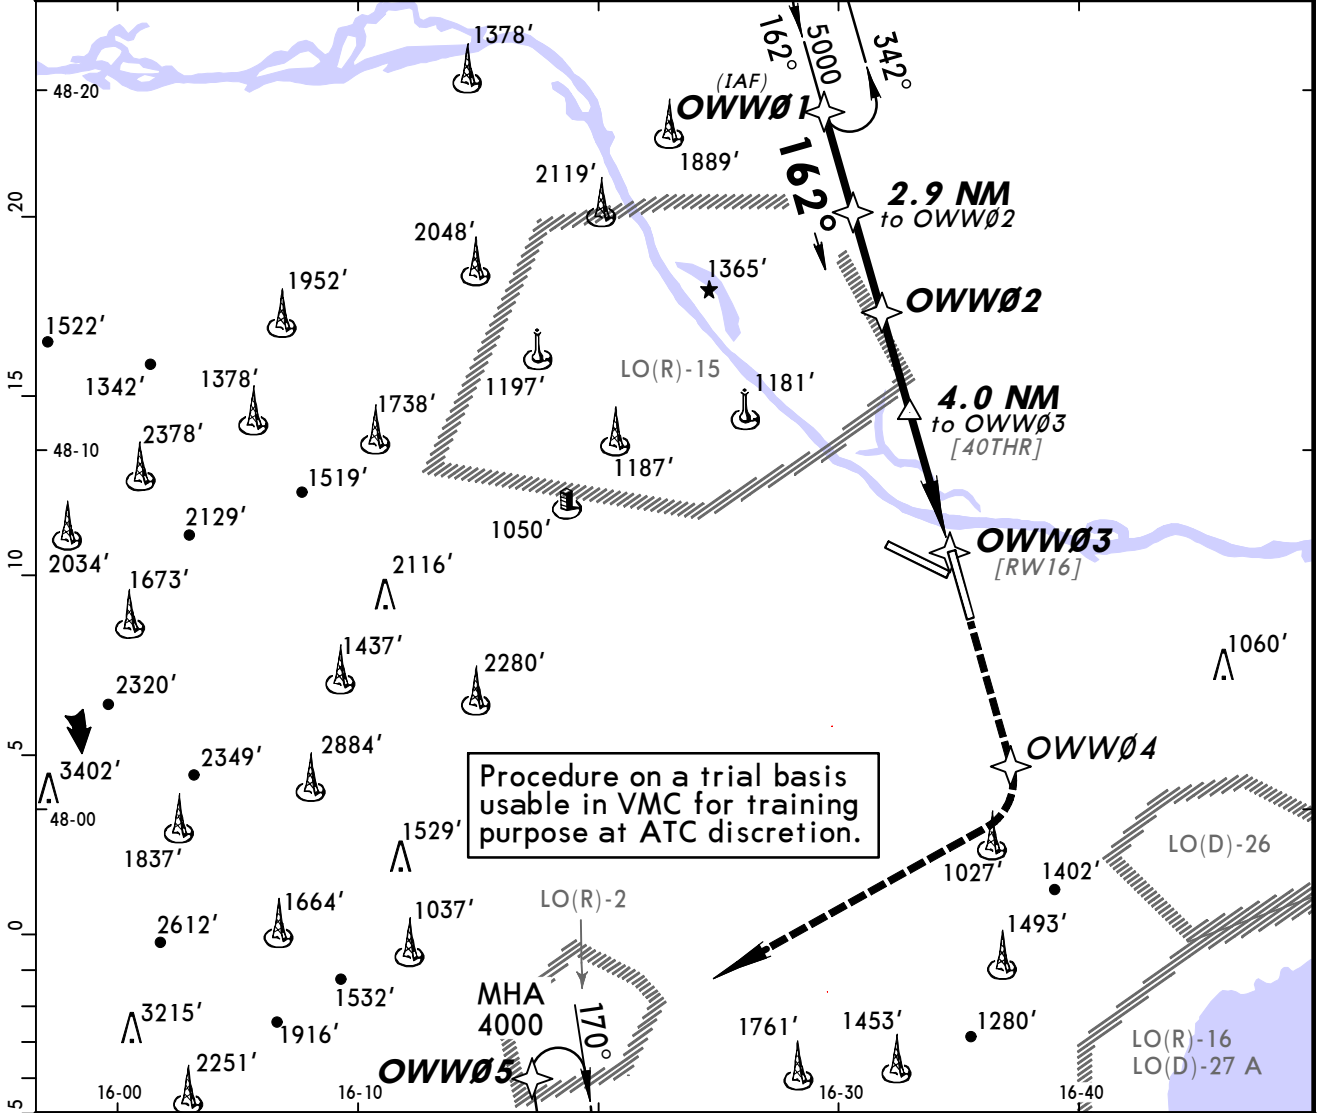 1378'
162°
5000
342°
(IAF)
OWWØ1
48-20
1889'
2119'
162°
2.9 NM
to OWWØ2
20
2048'
1365'
1952'
OWWØ2
1522'
1342'
1378'
1197'
LO(R)-15
1181'
15
1738'
4.0 NM
to OWWØ3
[40THR]
2378'
48-10
1519'
1187'
2129'
1050'
OWWØ3
[RW16]
2034'
2116'
10
1673'
1437'
2280'
1060'
2320'
OWWØ4
5
2349'
2884'
3402'
Procedure on a trial basis
usable in VMC for training
purpose at ATC discretion.
48-00
1529'
1837'
LO(D)-26
1027'
1402'
LO(R)-2
1664'
1037'
2612'
1493'
0
1532'
MHA
4000
170°
3215'
1916'
1761'
1453'
1280'
LO(R)-16
LO(D)-27 A
2251'
OWWØ5
5
16-00
16-10
16-30
16-40